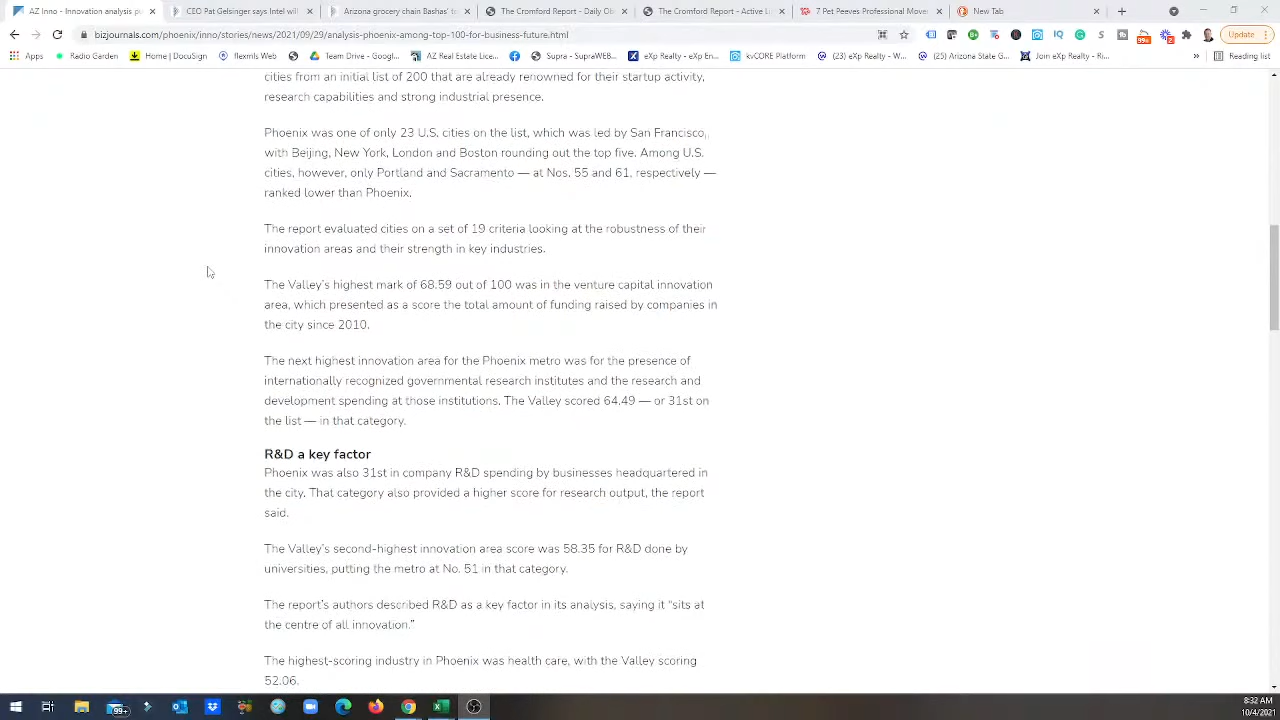 AZ Inno - Innovation analysis pu
CEO Pat Gelsinger says Intel will
Arizona grocery chain Bashas' to
The Cromford Report - Daily Ob
The Cromford Report - Active Li
7 Pet Peeves Professional Mover
New Tab
bizjournals.com/phoenix/inno/stories/news/2021/09/29/analysis-phoenix-among-top-100-for-business-future.html
Update
Apps
Radio Garden
Home | DocuSign
flexmls Web
Team Drive - Googl...
AZ Real Estate Lice...
Supra - SupraWEB...
eXp Realty - eXp En...
kvCORE Platform
(23) eXp Realty - W...
(25) Arizona State G...
Join eXp Realty - Ri...
»
Reading list
cities from an initial list of 200 that are already renowned for their startup activity,
research capabilities and strong industrial presence.
Phoenix was one of only 23 U.S. cities on the list, which was led by San Francisco,
with Beijing, New York, London and Boston rounding out the top five. Among U.S.
cities, however, only Portland and Sacramento — at Nos. 55 and 61, respectively —
ranked lower than Phoenix.
The report evaluated cities on a set of 19 criteria looking at the robustness of their
innovation areas and their strength in key industries.
The Valley's highest mark of 68.59 out of 100 was in the venture capital innovation
area, which presented as a score the total amount of funding raised by companies in
the city since 2010.
The next highest innovation area for the Phoenix metro was for the presence of
internationally recognized governmental research institutes and the research and
development spending at those institutions. The Valley scored 64.49 — or 31st on
the list — in that category.
R&D a key factor
Phoenix was also 31st in company R&D spending by businesses headquartered in
the city. That category also provided a higher score for research output, the report
said.
The Valley's second-highest innovation area score was 58.35 for R&D done by
universities, putting the metro at No. 51 in that category.
The report's authors described R&D as a key factor in its analysis, saying it "sits at
the centre of all innovation."
The highest-scoring industry in Phoenix was health care, with the Valley scoring
52.06.
8:32 AM
10/4/2021